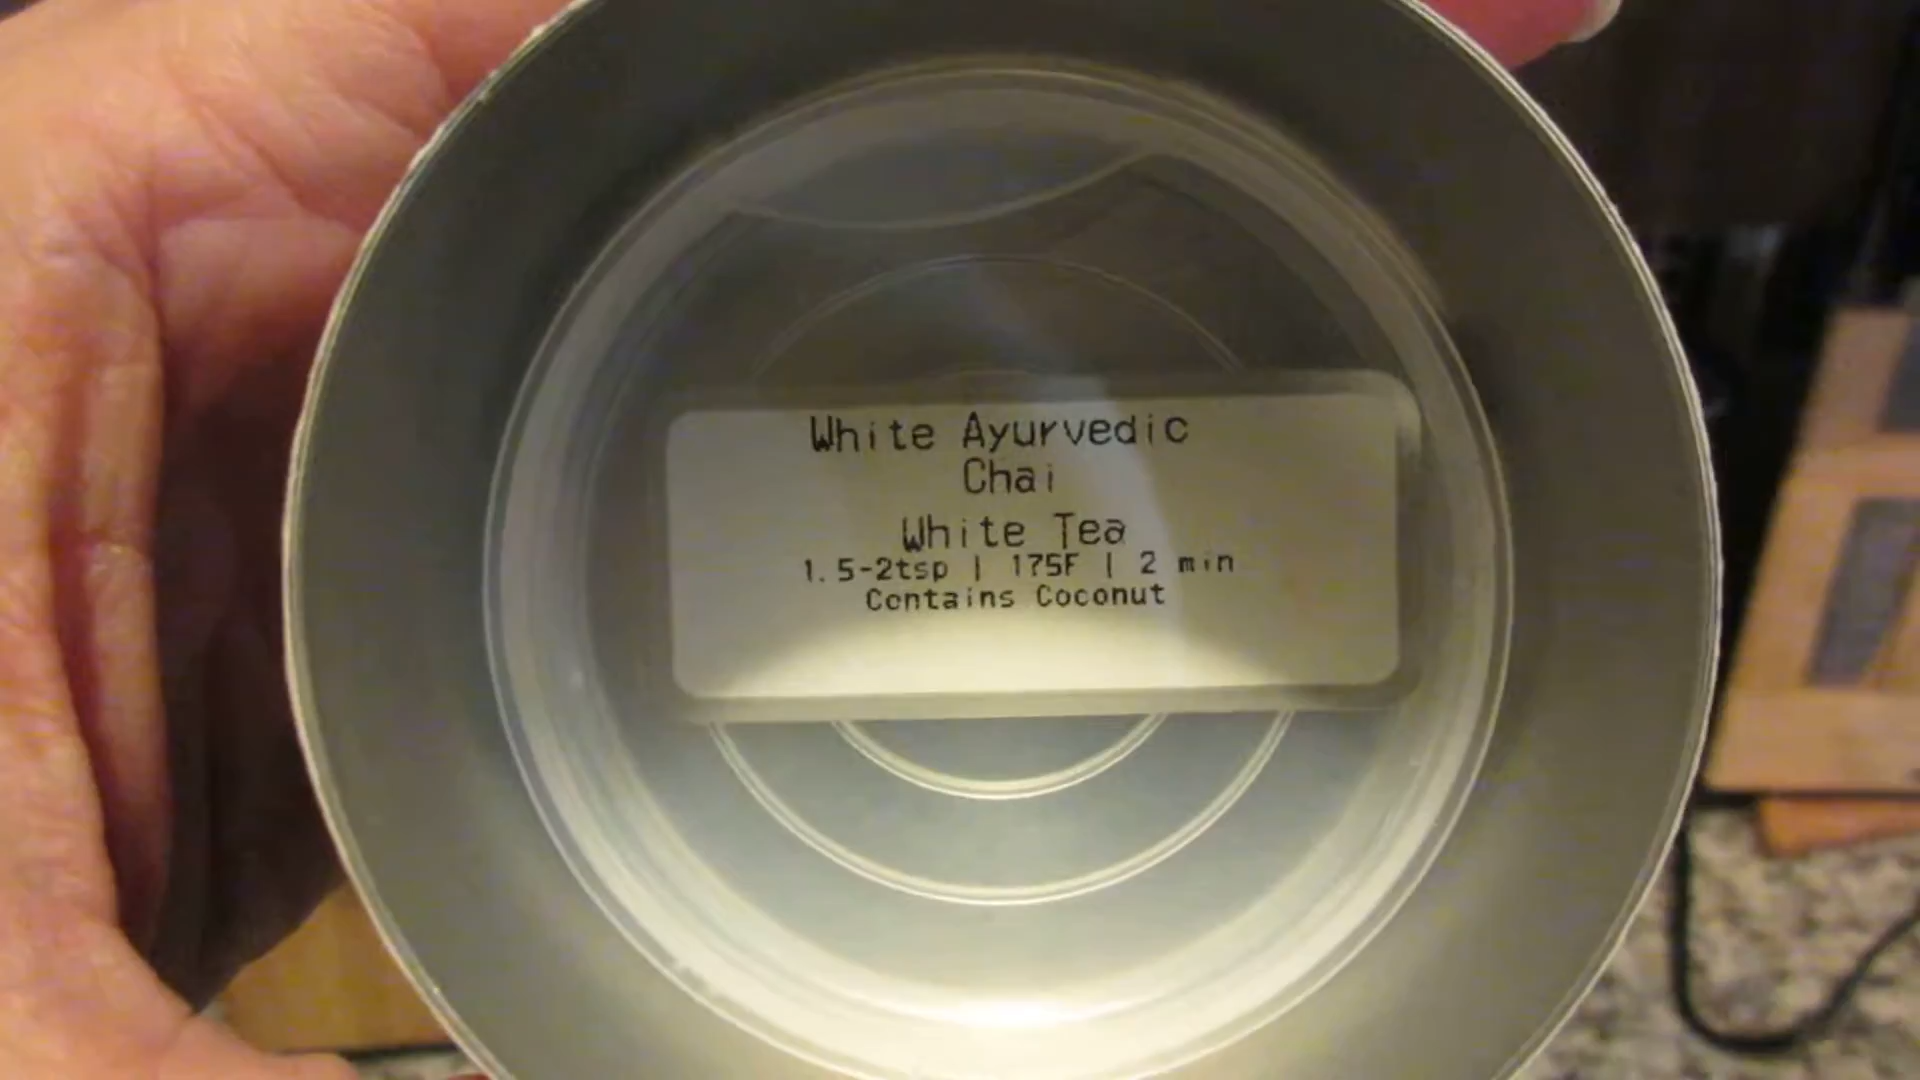 White Ayurvedic
Chai
White Tea
1.5-2tsp | 175F | 2 min
Contains Coconut